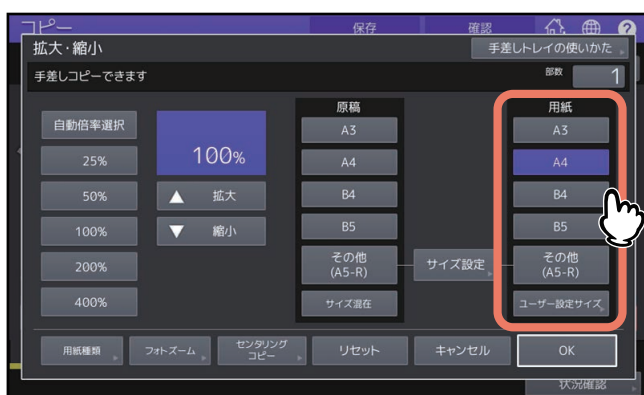 コピー
保存
確認
拡大・縮小
手差しトレイの使いかた
手差しコピーできます
部数
1
自動倍率選択
25%
50%
100%
200%
400%
100%
拡大
縮小
原稿
A3
A4
B4
B5
その他
(A5-R)
サイズ混在
サイズ設定
用紙
A3
A4
B4
B5
その他
(A5-R)
ユーザー設定サイズ
用紙種類
フォトズーム
センタリング
コピー
リセット
キャンセル
OK
状況確認